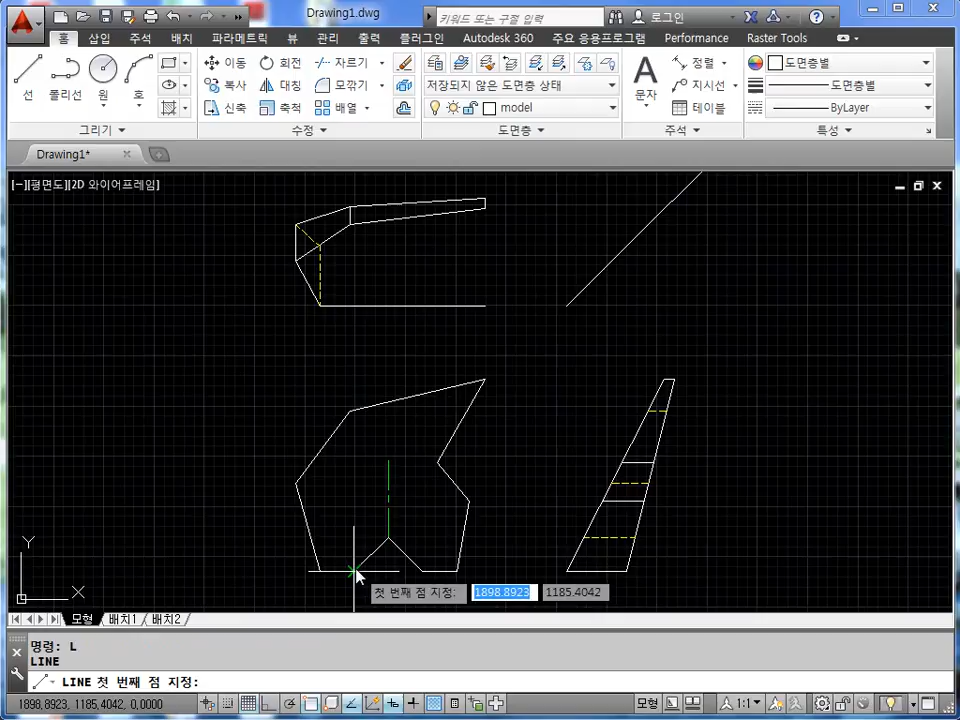 Drawing1.dwg
키워드 또는 구절 입력
로그인
홈 삽입 주석 배치 파라메트릭 뷰 관리 출력 플러그인 Autodesk 360 주요 응용프로그램 Performance Raster Tools
선 폴리선 원 호
이동 회전 자르기
복사 대칭 모깎기
신축 축척 배열
저장되지 않은 도면층 상태
model
문자
정렬
지시선
테이블
도면층별
도면층별
ByLayer
그리기 수정 도면층 주석 특성
Drawing1*
[−][평면도][2D 와이어프레임]
Y
X
첫 번째 점 지정: 1898.8923 1185.4042
모형 배치1 배치2
명령: L
LINE
LINE 첫 번째 점 지정:
1898.8923, 1185.4042, 0.0000
모형
1:1